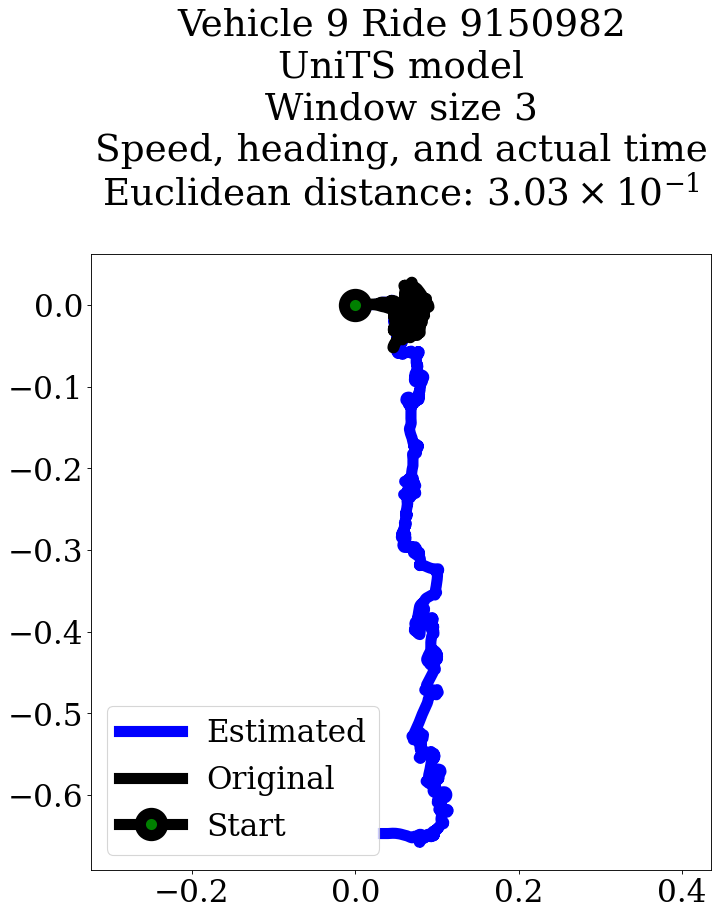 Vehicle 9 Ride 9150982
UniTS model
Window size 3
Speed, heading, and actual time
Euclidean distance: $3.03 \times 10^{-1}$
0.0
−0.1
−0.2
−0.3
−0.4
−0.5
−0.6
Estimated
Original
Start
−0.2
0.0
0.2
0.4